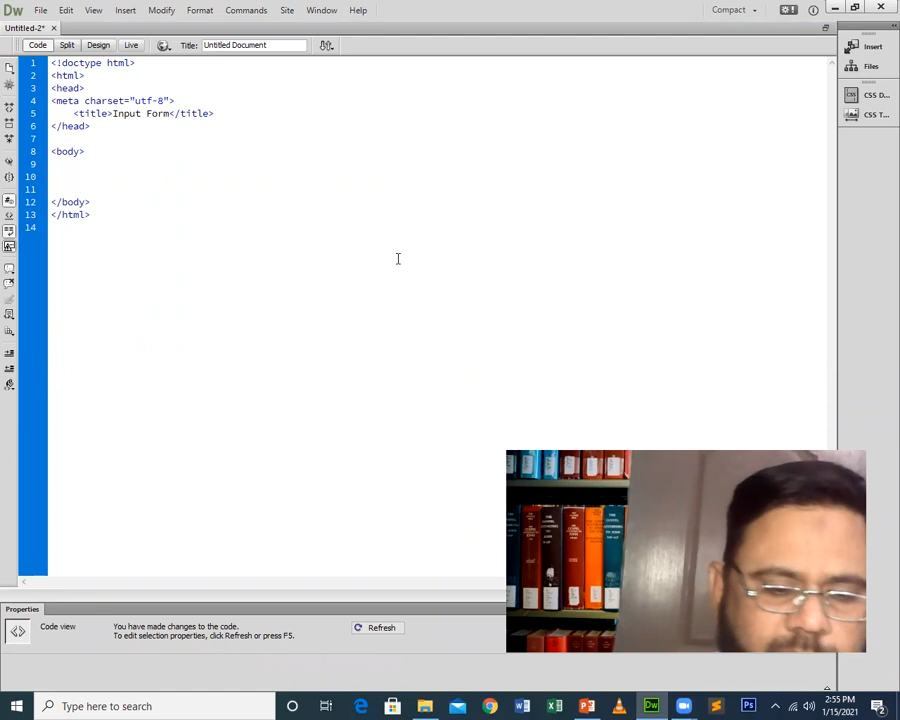 Dw File Edit View Insert Modify Format Commands Site Window Help Compact
Untitled-2*
Code Split Design Live Title: Untitled Document
Insert
Files
CSS D...
CSS T...
1 <!doctype html>
2 <html>
3 <head>
4 <meta charset="utf-8">
5 <title>Input Form</title>
6 </head>
7
8 <body>
9
10
11
12 </body>
13 </html>
14
Properties
Code view
You have made changes to the code.
To edit selection properties, click Refresh or press F5.
Refresh
Type here to search
2:55 PM
1/15/2021
2